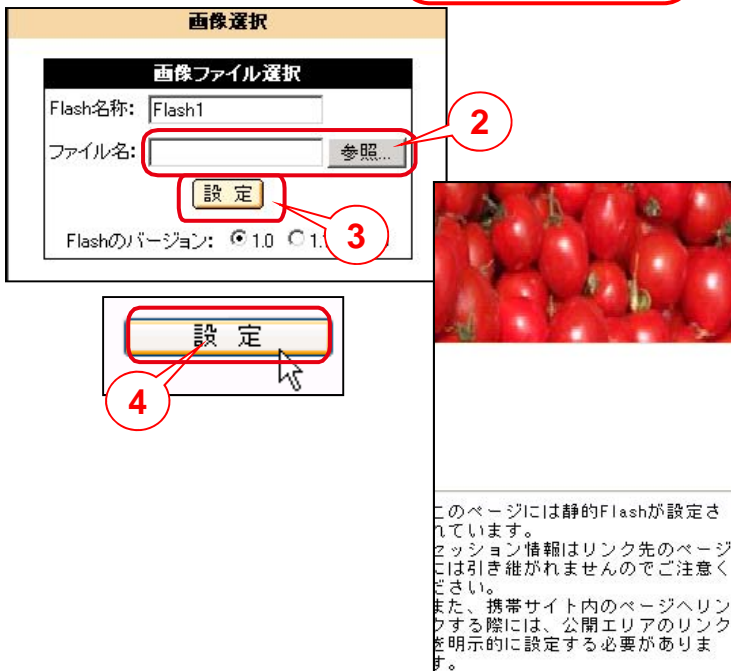 画像選択
画像ファイル選択
Flash名称: Flash1
ファイル名: 参照...
2
設 定
3
Flashのバージョン: 1.0 1.
設 定
4
このページには静的Flashが設定さ
れています。
セッション情報はリンク先のページ
には引き継がれませんのでご注意く
ださい。
また、携帯サイト内のページへリン
クする際には、公開エリアのリンク
を明示的に設定する必要がありま
す。